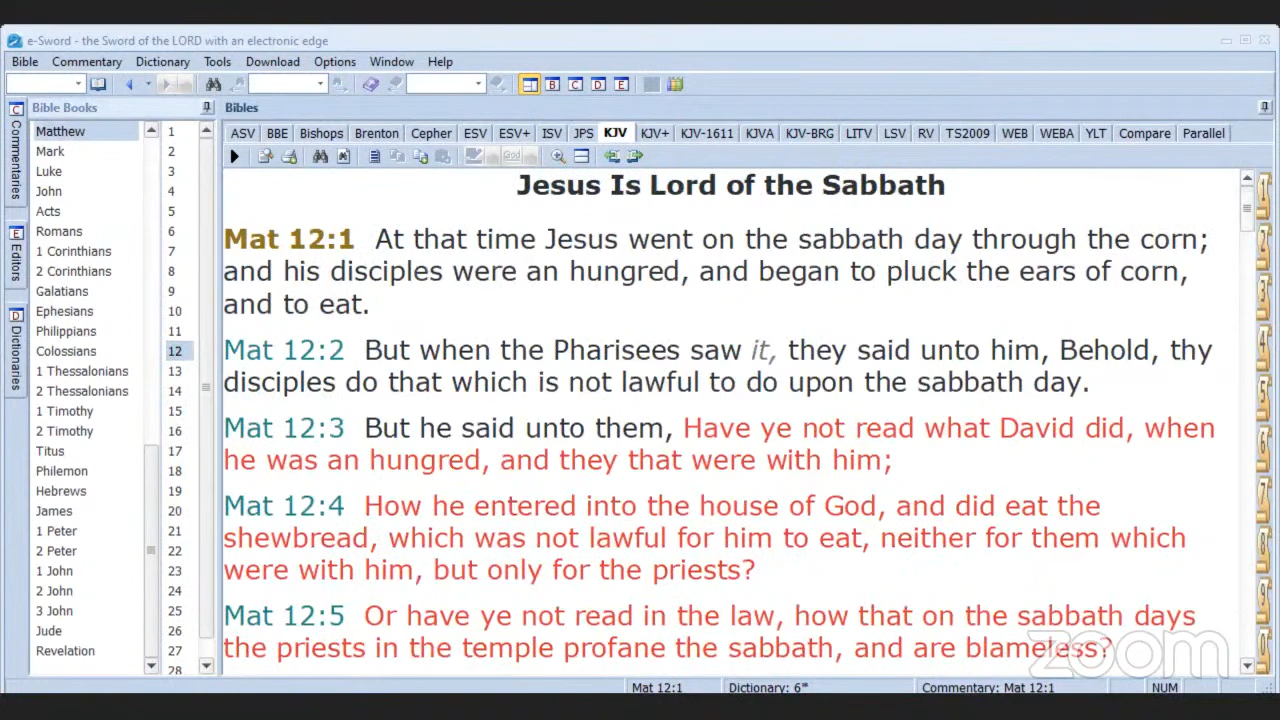 e-Sword - the Sword of the LORD with an electronic edge
Bible Commentary Dictionary Tools Download Options Window Help
B C D E
Bible Books
Bibles
C Commentaries
E Editors
D Dictionaries
Matthew 1
Mark 2
Luke 3
John 4
Acts 5
Romans 6
1 Corinthians 7
2 Corinthians 8
Galatians 9
Ephesians 10
Philippians 11
Colossians 12
1 Thessalonians 13
2 Thessalonians 14
1 Timothy 15
2 Timothy 16
Titus 17
Philemon 18
Hebrews 19
James 20
1 Peter 21
2 Peter 22
1 John 23
2 John 24
3 John 25
Jude 26
Revelation 27
28
ASV BBE Bishops Brenton Cepher ESV ESV+ ISV JPS KJV KJV+ KJV-1611 KJVA KJV-BRG LITV LSV RV TS2009 WEB WEBA YLT Compare Parallel
God
Jesus Is Lord of the Sabbath
Mat 12:1 At that time Jesus went on the sabbath day through the corn;
and his disciples were an hungred, and began to pluck the ears of corn,
and to eat.
Mat 12:2 But when the Pharisees saw it, they said unto him, Behold, thy
disciples do that which is not lawful to do upon the sabbath day.
Mat 12:3 But he said unto them, Have ye not read what David did, when
he was an hungred, and they that were with him;
Mat 12:4 How he entered into the house of God, and did eat the
shewbread, which was not lawful for him to eat, neither for them which
were with him, but only for the priests?
Mat 12:5 Or have ye not read in the law, how that on the sabbath days
the priests in the temple profane the sabbath, and are blameless?
1
2
3
4
5
6
7
8
9
0
zoom
Mat 12:1 Dictionary: 6* Commentary: Mat 12:1 NUM